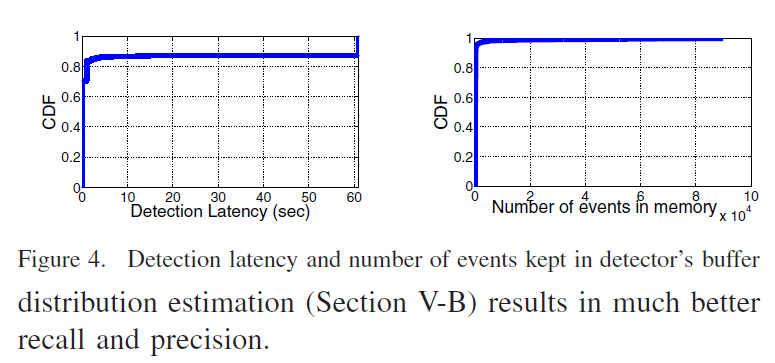 1
0.8
0.6
0.4
0.2
0
CDF
0 10 20 30 40 50 60
Detection Latency (sec)
1
0.8
0.6
0.4
0.2
0
CDF
0 2 4 6 8 10
Number of events in memory x 10^4
Figure 4. Detection latency and number of events kept in detector's buffer
distribution estimation (Section V-B) results in much better
recall and precision.